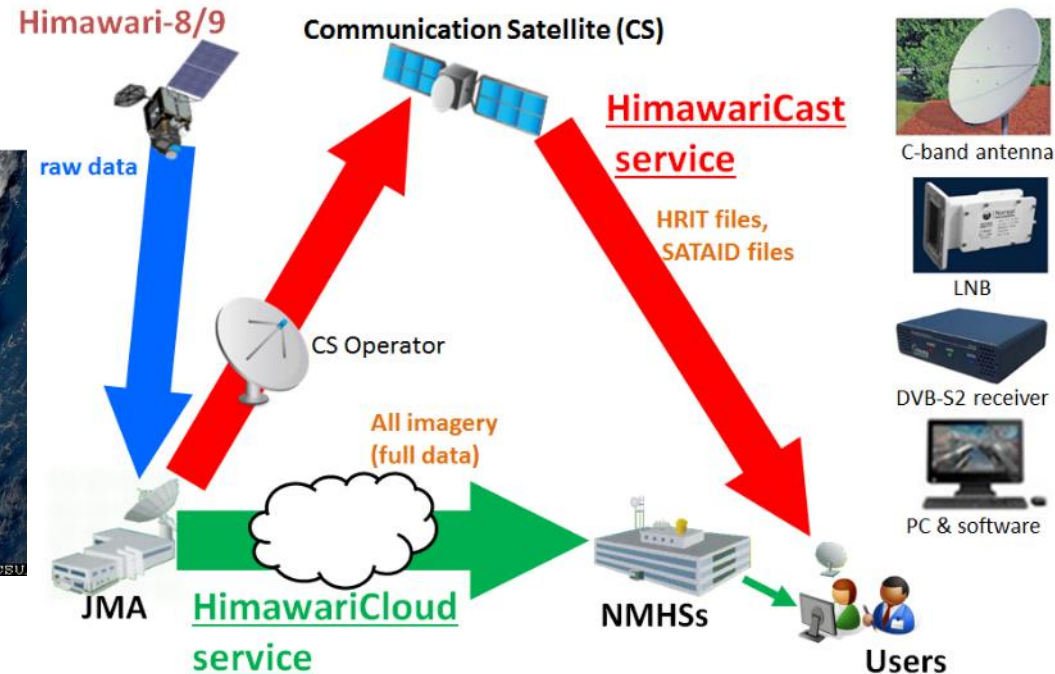 Himawari-8/9
Communication Satellite (CS)
raw data
HimawariCast
service
HRIT files,
SATAID files
C-band antenna
LNB
DVB-S2 receiver
PC & software
CS Operator
All imagery
(full data)
JMA
HimawariCloud
service
NMHSs
Users